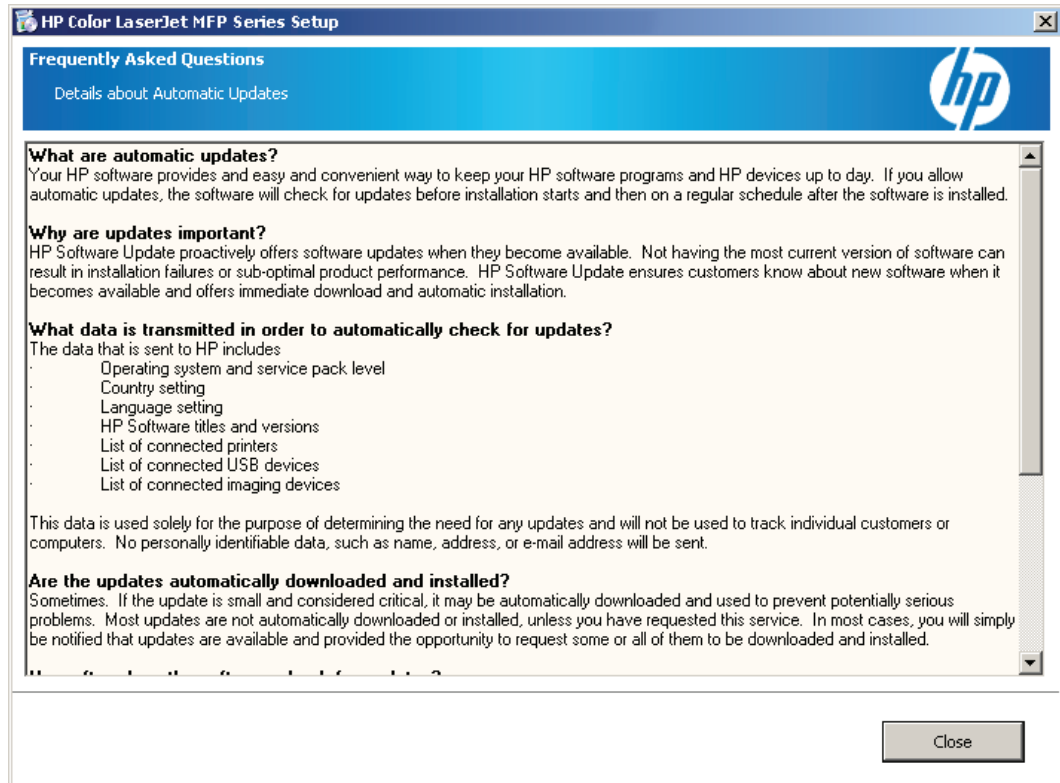 HP Color LaserJet MFP Series Setup
Frequently Asked Questions
Details about Automatic Updates
hp
What are automatic updates?
Your HP software provides and easy and convenient way to keep your HP software programs and HP devices up to day.  If you allow
automatic updates, the software will check for updates before installation starts and then on a regular schedule after the software is installed.
Why are updates important?
HP Software Update proactively offers software updates when they become available.  Not having the most current version of software can
result in installation failures or sub-optimal product performance.  HP Software Update ensures customers know about new software when it
becomes available and offers immediate download and automatic installation.
What data is transmitted in order to automatically check for updates?
The data that is sent to HP includes
· Operating system and service pack level
· Country setting
· Language setting
· HP Software titles and versions
· List of connected printers
· List of connected USB devices
· List of connected imaging devices
This data is used solely for the purpose of determining the need for any updates and will not be used to track individual customers or
computers.  No personally identifiable data, such as name, address, or e-mail address will be sent.
Are the updates automatically downloaded and installed?
Sometimes.  If the update is small and considered critical, it may be automatically downloaded and used to prevent potentially serious
problems.  Most updates are not automatically downloaded or installed, unless you have requested this service.  In most cases, you will simply
be notified that updates are available and provided the opportunity to request some or all of them to be downloaded and installed.
Close